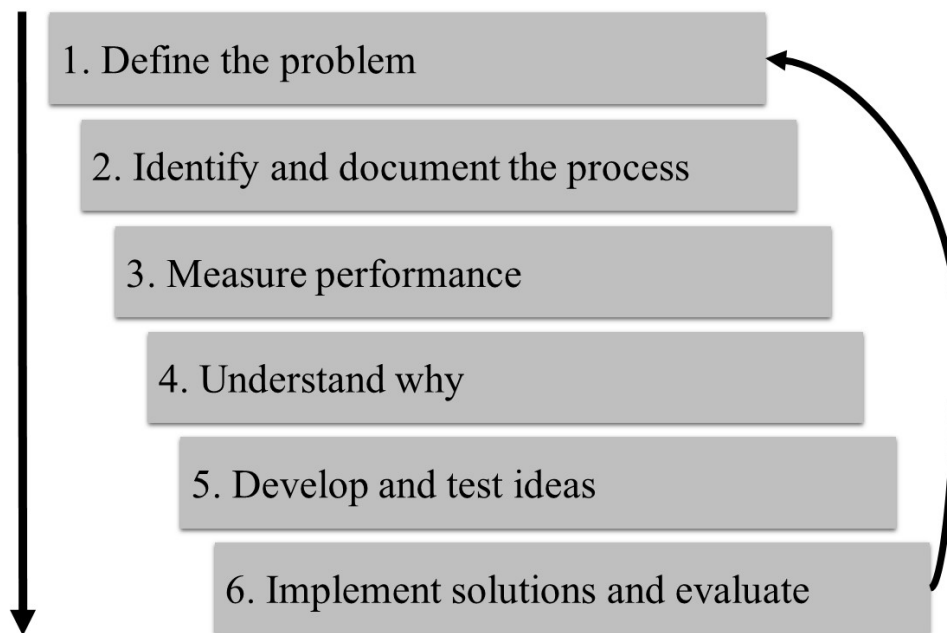 1. Define the problem
2. Identify and document the process
3. Measure performance
4. Understand why
5. Develop and test ideas
6. Implement solutions and evaluate